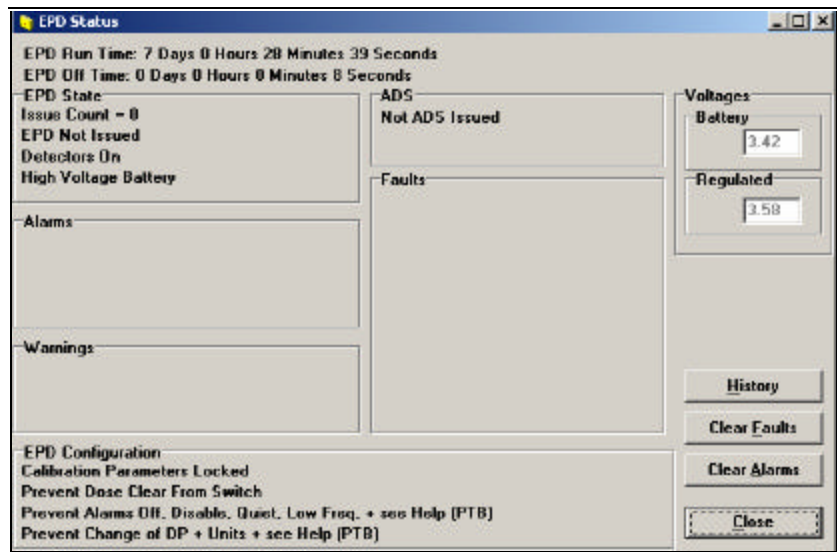 EPD Status
EPD Run Time: 7 Days 0 Hours 28 Minutes 39 Seconds
EPD Off Time: 0 Days 0 Hours 0 Minutes 8 Seconds
EPD State
Issue Count = 0
EPD Not Issued
Detectors On
High Voltage Battery
Alarms
Warnings
ADS
Not ADS Issued
Faults
Voltages
Battery
3.42
Regulated
3.58
History
Clear Faults
Clear Alarms
Close
EPD Configuration
Calibration Parameters Locked
Prevent Dose Clear From Switch
Prevent Alarms Off, Disable, Quiet, Low Freq. + see Help (PTB)
Prevent Change of DP + Units + see Help (PTB)